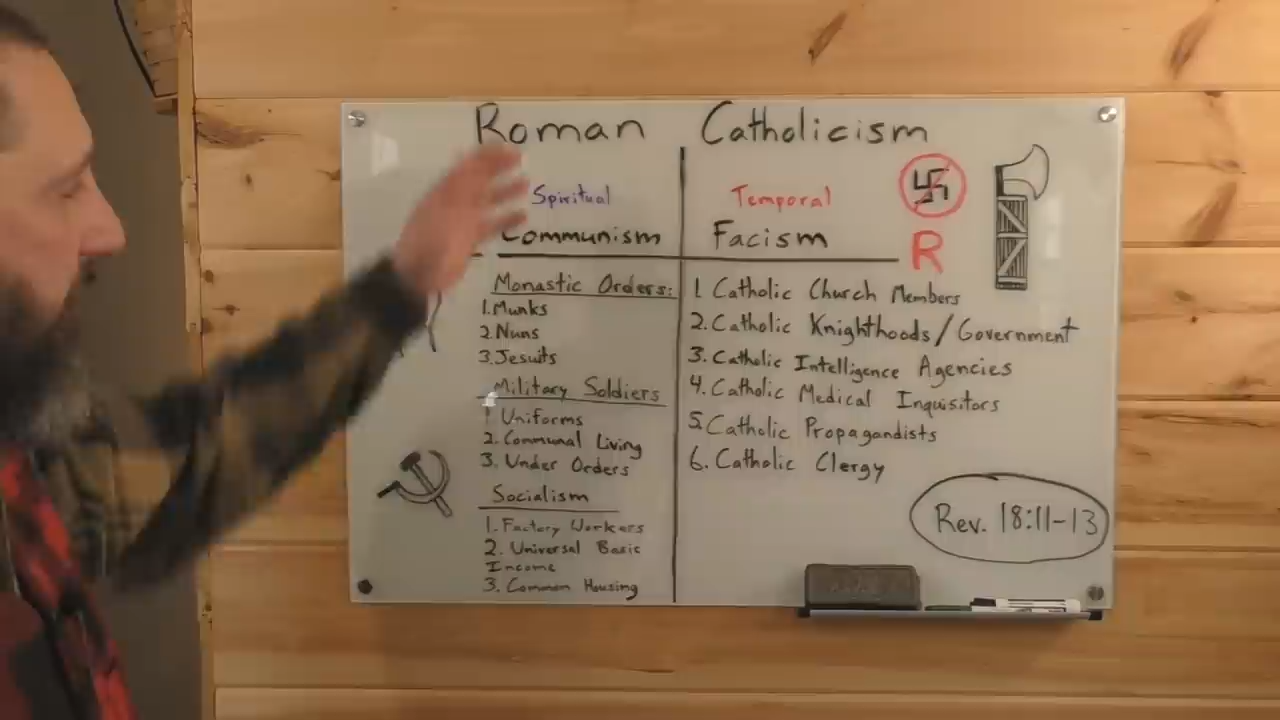 Roman Catholicism
Spiritual
Communism
Monastic Orders:
1. Munks
2. Nuns
3. Jesuits
Military Soldiers
1 Uniforms
2. Communal Living
3. Under Orders
Socialism
1. Factory Workers
2. Universal Basic
Income
3. Common Housing
Temporal
Facism
R
1. Catholic Church Members
2. Catholic Knighthoods/Government
3. Catholic Intelligence Agencies
4. Catholic Medical Inquisitors
5. Catholic Propagandists
6. Catholic Clergy
Rev. 18:11-13